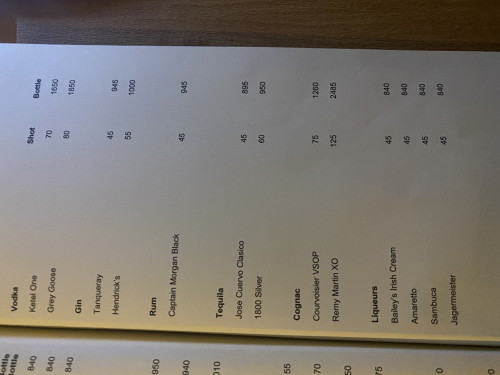 Vodka Shot Bottle
Ketel One 70 1650
Grey Goose 80 1850
Gin
Tanqueray 45 945
Hendrick's 55 1000
Rum
Captain Morgan Black 45 945
Tequila
Jose Cuervo Clasico 45 895
1800 Silver 60 950
Cognac
Courvoisier VSOP 75 1260
Remy Martin XO 125 2485
Liqueurs
Bailey's Irish Cream 45 840
Amaretto 45 840
Sambuca 45 840
Jagermeister 45 840
Bottle
Bottle
840
840
840
950
940
010
55
70
50
75